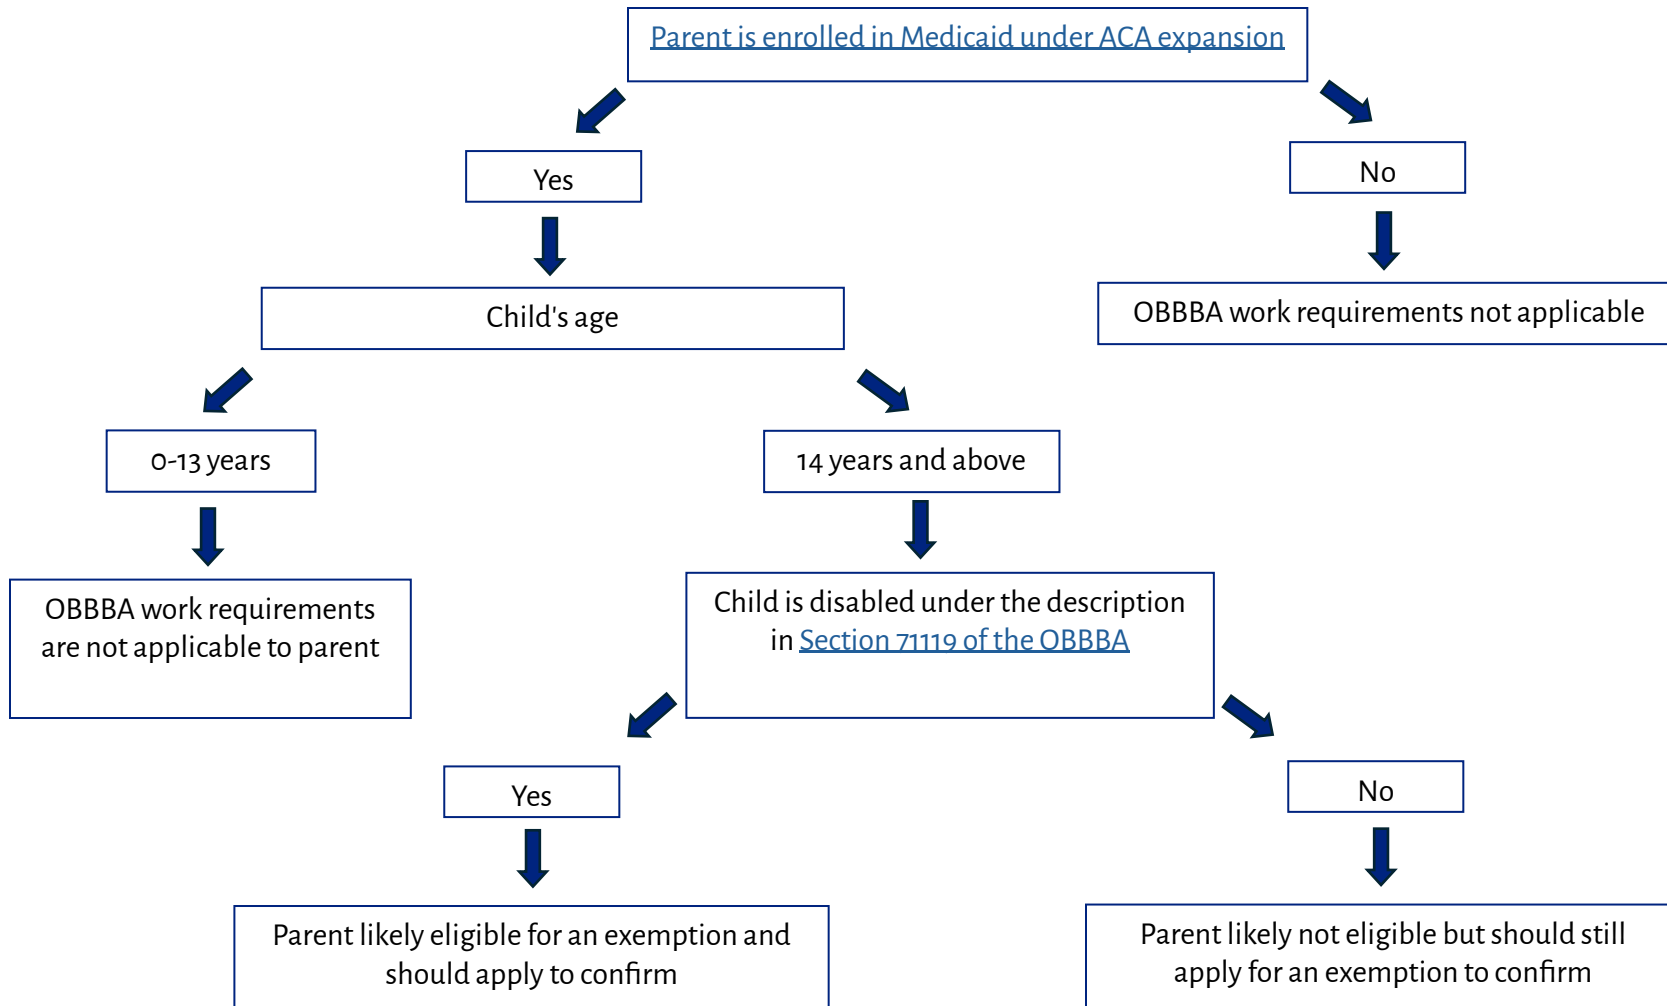 Parent is enrolled in Medicaid under ACA expansion
Yes
No
Child's age
OBBBA work requirements not applicable
0-13 years
14 years and above
OBBBA work requirements
are not applicable to parent
Child is disabled under the description
in Section 71119 of the OBBBA
Yes
No
Parent likely eligible for an exemption and
should apply to confirm
Parent likely not eligible but should still
apply for an exemption to confirm